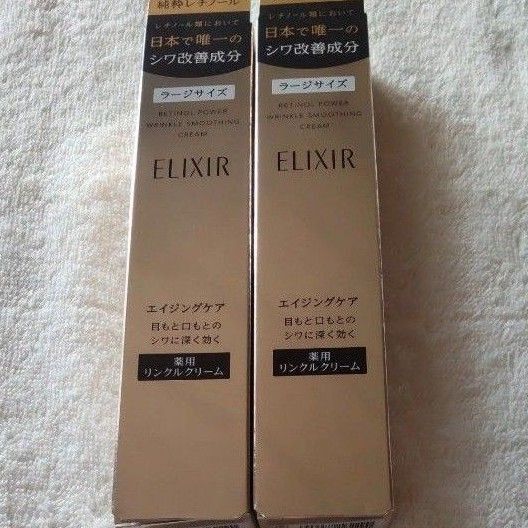 純粋レチノール
レチノール類において
日本で唯一の
シワ改善成分
ラージサイズ
RETINOL POWER
WRINKLE SMOOTHING
CREAM
ELIXIR
エイジングケア
目もと口もとの
シワに深く効く
薬用
リンクルクリーム
レチノール類において
日本で唯一の
シワ改善成分
ラージサイズ
RETINOL POWER
WRINKLE SMOOTHING
CREAM
ELIXIR
エイジングケア
目もと口もとの
シワに深く効く
薬用
リンクルクリーム